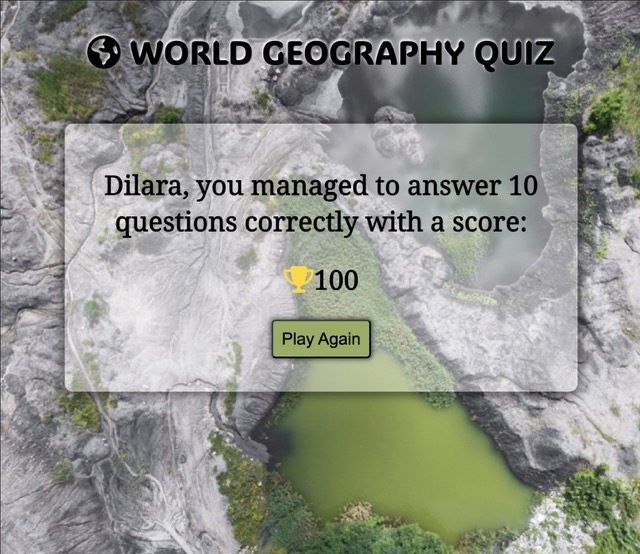 WORLD GEOGRAPHY QUIZ
Dilara, you managed to answer 10
questions correctly with a score:
100
Play Again